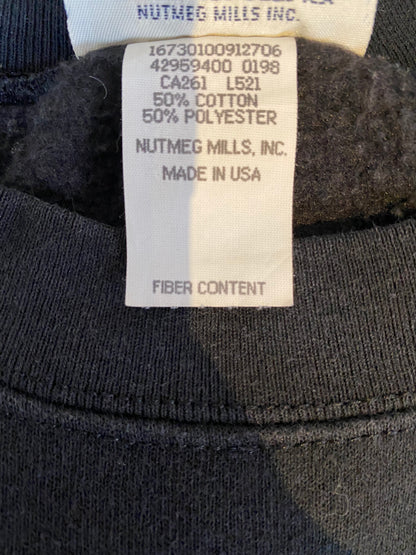 NUTMEG MILLS INC.
16730100912706
42959400 0198
CA261 L521
50% COTTON
50% POLYESTER
NUTMEG MILLS, INC.
MADE IN USA
FIBER CONTENT